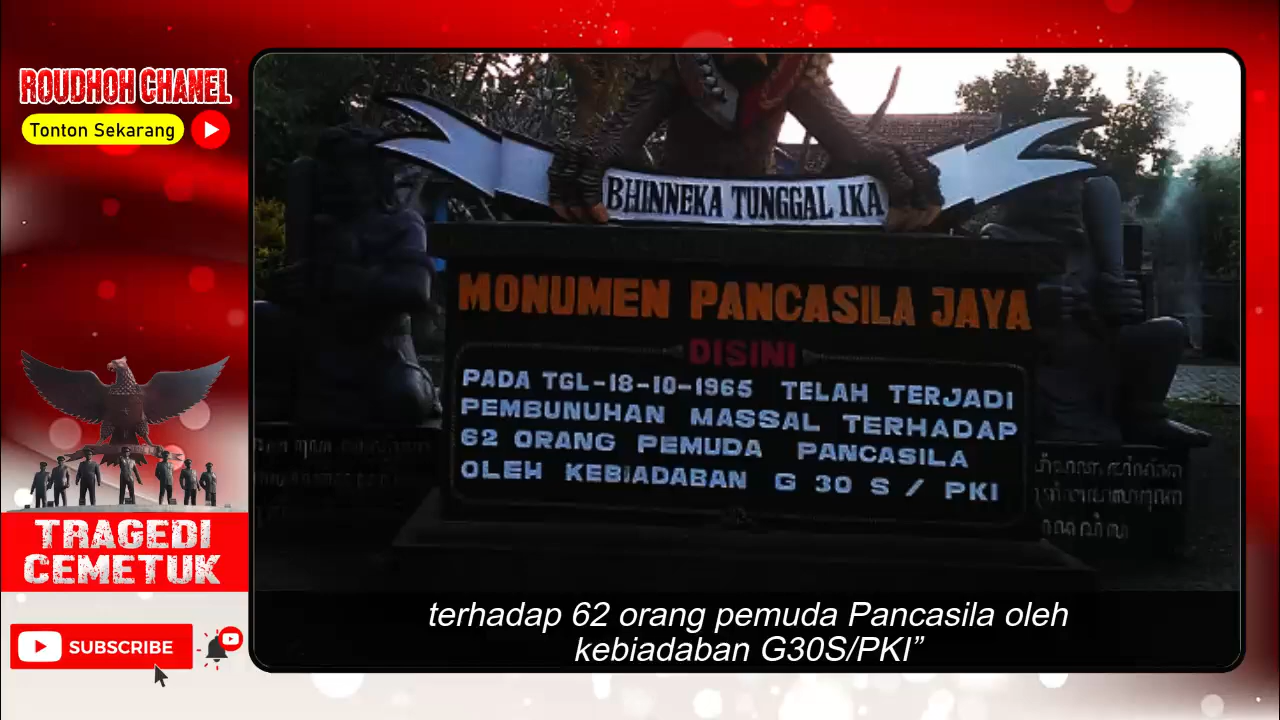 ROUDHOH CHANEL
Tonton Sekarang
TRAGEDI
CEMETUK
SUBSCRIBE
BHINNEKA TUNGGAL IKA
MONUMEN PANCASILA JAYA
DISINI
PADA TGL-18-10-1965 TELAH TERJADI
PEMBUNUHAN MASSAL TERHADAP
62 ORANG PEMUDA PANCASILA
OLEH KEBIADABAN G 30 S / PKI
terhadap 62 orang pemuda Pancasila oleh
kebiadaban G30S/PKI”